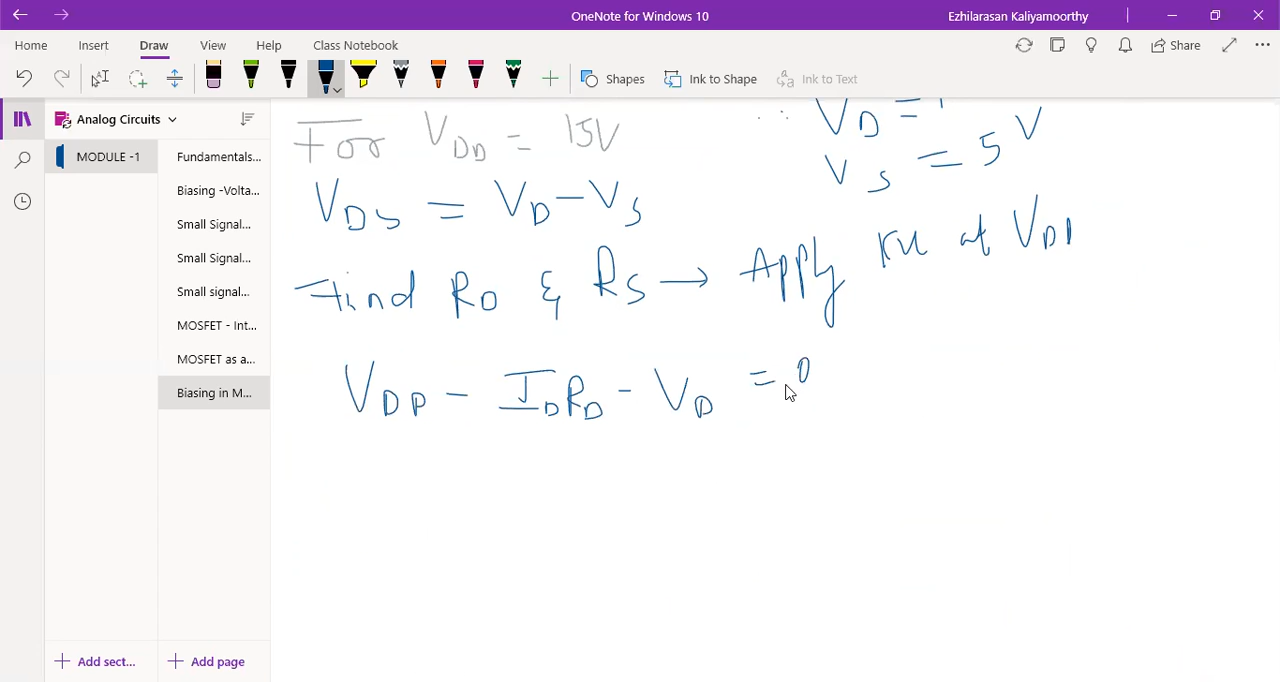 OneNote for Windows 10
Ezhilarasan Kaliyamoorthy
Home Insert Draw View Help Class Notebook
Share
Shapes Ink to Shape Ink to Text
Analog Circuits
MODULE -1
Fundamentals...
Biasing -Volta...
Small Signal...
Small Signal...
Small signal...
MOSFET - Int...
MOSFET as a...
Biasing in M...
Add sect...
Add page
For VDD = 15V
∴ VD =
VS = 5 V
VDS = VD - VS
Find RD & RS → Apply KVL at VDD
VDD - IDRD - VD = 0